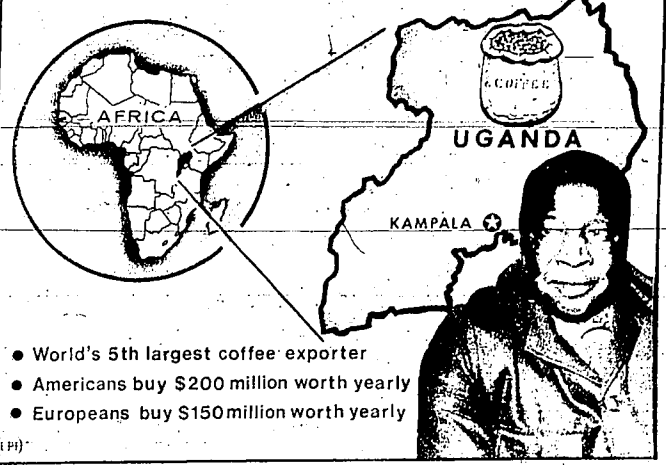 AFRICA
COFFEE
UGANDA
KAMPALA
● World's 5th largest coffee exporter
● Americans buy $200 million worth yearly
● Europeans buy $150 million worth yearly